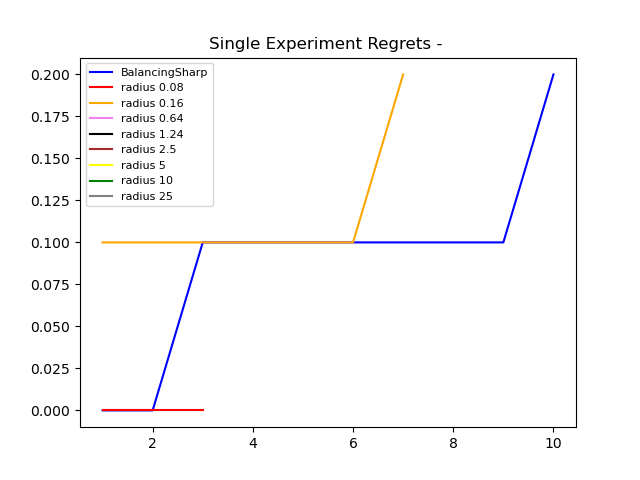 Single Experiment Regrets -
BalancingSharp
radius 0.08
radius 0.16
radius 0.64
radius 1.24
radius 2.5
radius 5
radius 10
radius 25
0.200
0.175
0.150
0.125
0.100
0.075
0.050
0.025
0.000
2 4 6 8 10